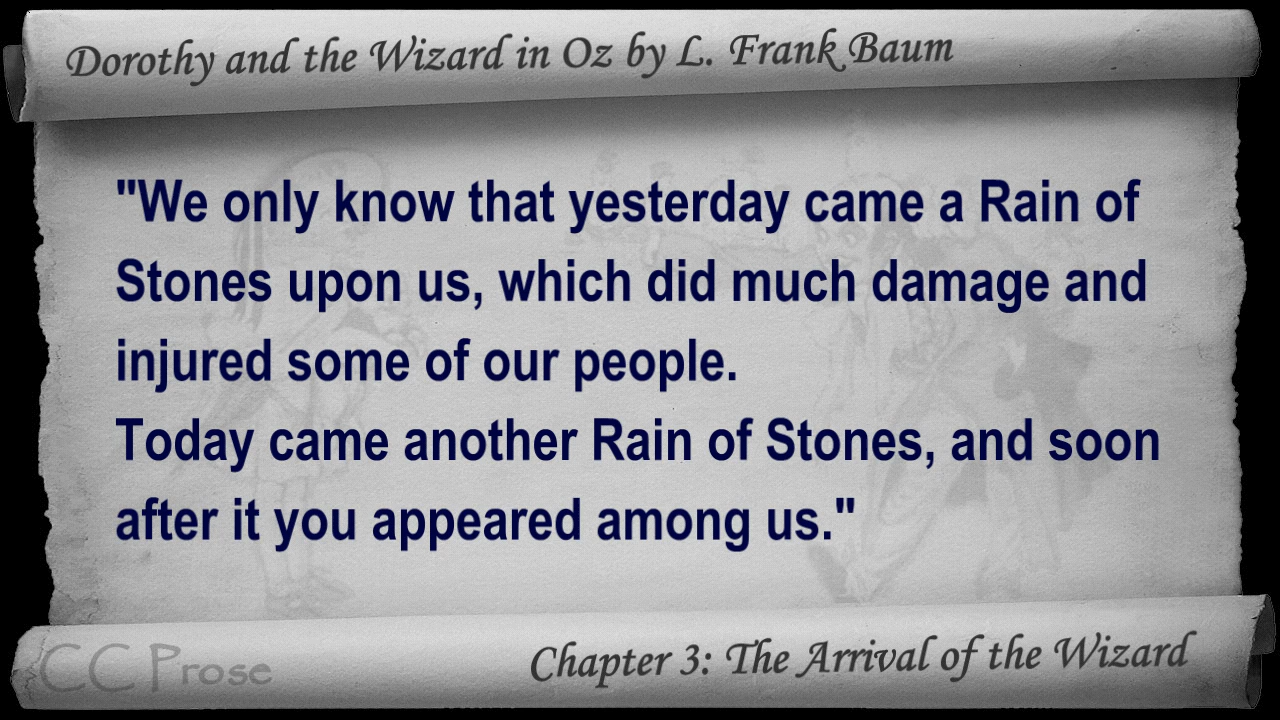 Dorothy and the Wizard in Oz by L. Frank Baum
"We only know that yesterday came a Rain of
Stones upon us, which did much damage and
injured some of our people.
Today came another Rain of Stones, and soon
after it you appeared among us."
CC Prose
Chapter 3: The Arrival of the Wizard